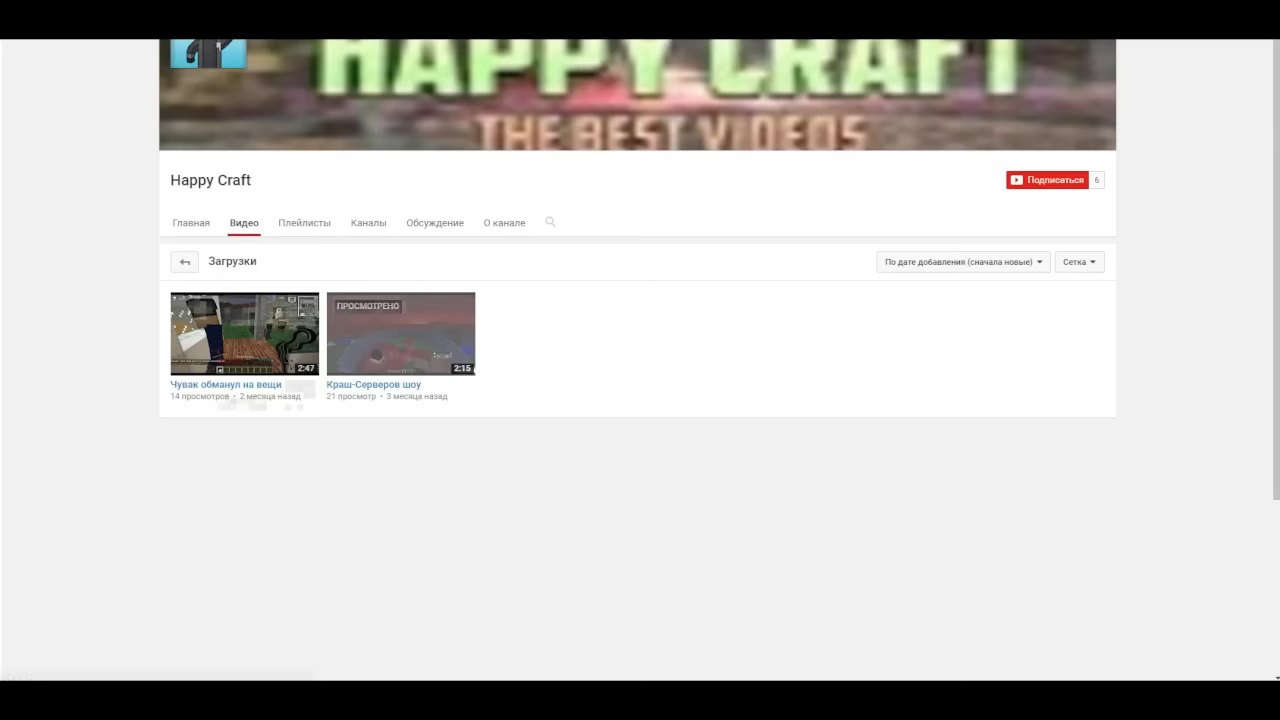 HAPPY CRAFT
THE BEST VIDEOS
Happy Craft
Подписаться 6
Главная Видео Плейлисты Каналы Обсуждение О канале
Загрузки
По дате добавления (сначала новые) Сетка
ПРОСМОТРЕНО
2:47 2:15
Чувак обманул на вещи Краш-Серверов шоу
14 просмотров • 2 месяца назад 21 просмотр • 3 месяца назад